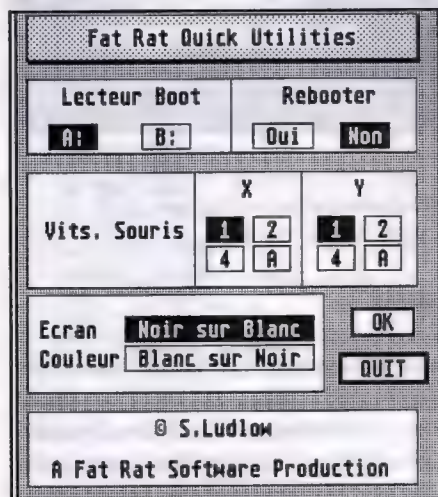 Fat Rat Quick Utilities
Lecteur Boot Rebooter
A: B: Oui Non
X Y
Vits. Souris 1 2 1 2
4 A 4 A
Ecran Noir sur Blanc OK
Couleur Blanc sur Noir QUIT
© S.Ludlow
A Fat Rat Software Production